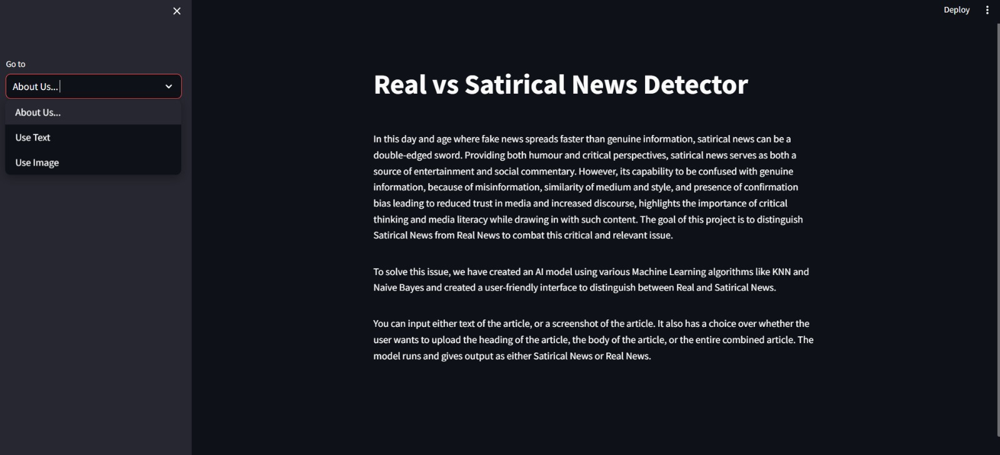 Deploy
Go to
About Us...
About Us...
Use Text
Use Image
Real vs Satirical News Detector
In this day and age where fake news spreads faster than genuine information, satirical news can be a
double-edged sword. Providing both humour and critical perspectives, satirical news serves as both a
source of entertainment and social commentary. However, its capability to be confused with genuine
information, because of misinformation, similarity of medium and style, and presence of confirmation
bias leading to reduced trust in media and increased discourse, highlights the importance of critical
thinking and media literacy while drawing in with such content. The goal of this project is to distinguish
Satirical News from Real News to combat this critical and relevant issue.
To solve this issue, we have created an AI model using various Machine Learning algorithms like KNN and
Naive Bayes and created a user-friendly interface to distinguish between Real and Satirical News.
You can input either text of the article, or a screenshot of the article. It also has a choice over whether the
user wants to upload the heading of the article, the body of the article, or the entire combined article. The
model runs and gives output as either Satirical News or Real News.